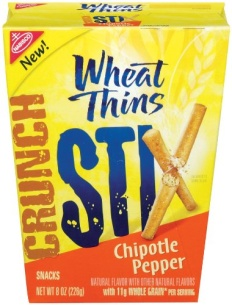 NABISCO
New!
Wheat
Thins
CRUNCH
STIX
Chipotle
Pepper
SNACKS
NATURAL FLAVOR WITH OTHER NATURAL FLAVORS
NET WT 8 OZ (226g)
WITH 11g WHOLE GRAIN* PER SERVING